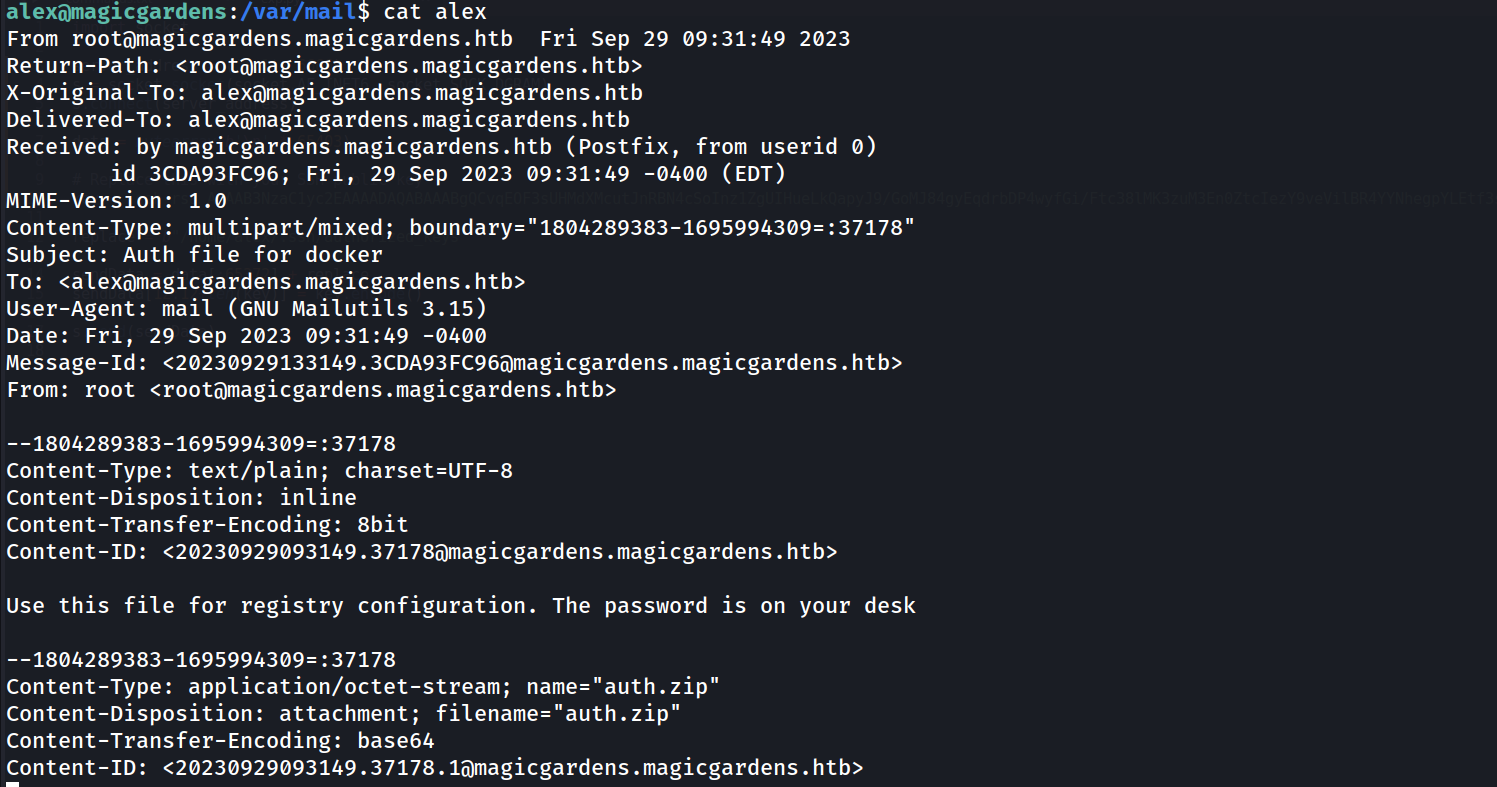 alex@magicgardens:/var/mail$ cat alex
From root@magicgardens.magicgardens.htb  Fri Sep 29 09:31:49 2023
Return-Path: <root@magicgardens.magicgardens.htb>
X-Original-To: alex@magicgardens.magicgardens.htb
Delivered-To: alex@magicgardens.magicgardens.htb
Received: by magicgardens.magicgardens.htb (Postfix, from userid 0)
        id 3CDA93FC96; Fri, 29 Sep 2023 09:31:49 -0400 (EDT)
MIME-Version: 1.0
Content-Type: multipart/mixed; boundary="1804289383-1695994309=:37178"
Subject: Auth file for docker
To: <alex@magicgardens.magicgardens.htb>
User-Agent: mail (GNU Mailutils 3.15)
Date: Fri, 29 Sep 2023 09:31:49 -0400
Message-Id: <20230929133149.3CDA93FC96@magicgardens.magicgardens.htb>
From: root <root@magicgardens.magicgardens.htb>

--1804289383-1695994309=:37178
Content-Type: text/plain; charset=UTF-8
Content-Disposition: inline
Content-Transfer-Encoding: 8bit
Content-ID: <20230929093149.37178@magicgardens.magicgardens.htb>

Use this file for registry configuration. The password is on your desk

--1804289383-1695994309=:37178
Content-Type: application/octet-stream; name="auth.zip"
Content-Disposition: attachment; filename="auth.zip"
Content-Transfer-Encoding: base64
Content-ID: <20230929093149.37178.1@magicgardens.magicgardens.htb>